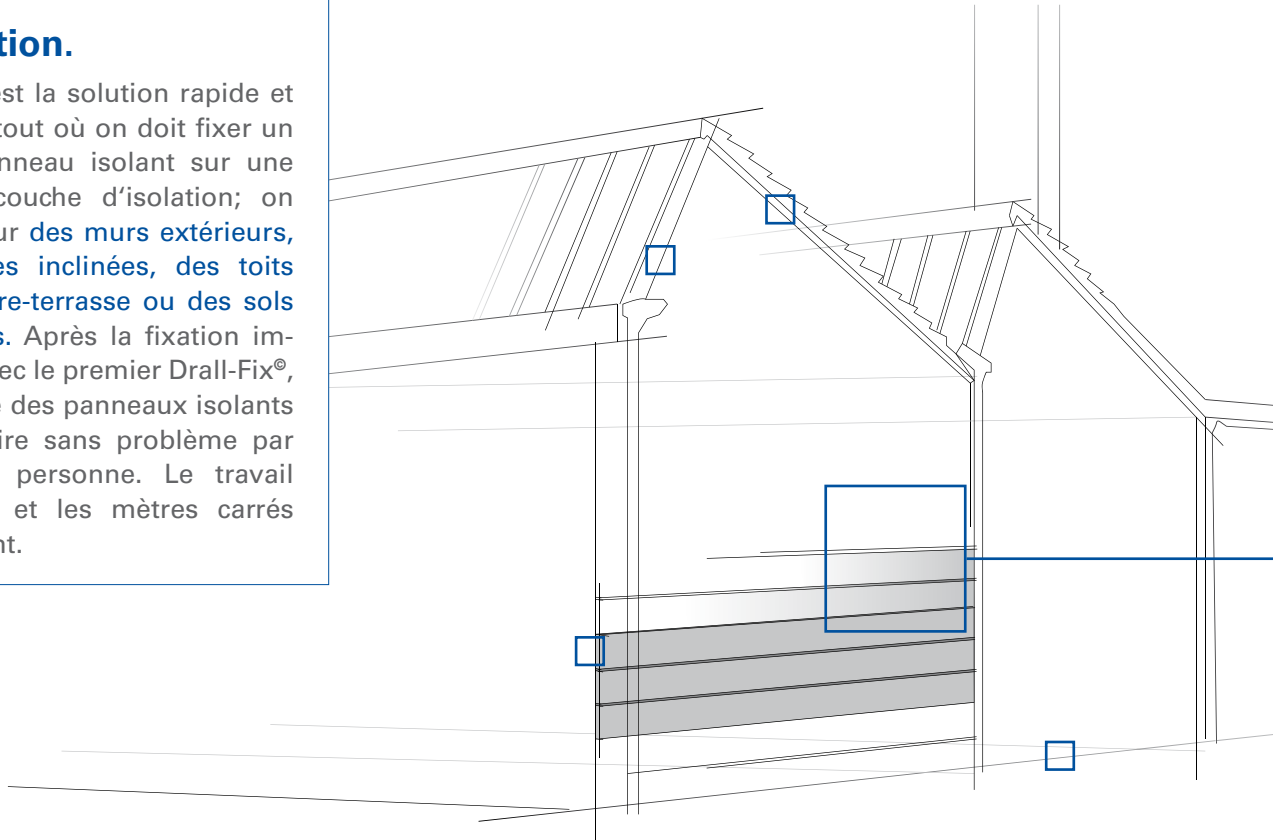 tion.
est la solution rapide et
tout où on doit fixer un
nneau isolant sur une
couche d‘isolation; on
ur des murs extérieurs,
es inclinées, des toits
re-terrasse ou des sols
s. Après la fixation im-
ec le premier Drall-Fix©,
e des panneaux isolants
ire sans problème par
personne. Le travail
et les mètres carrés
nt.